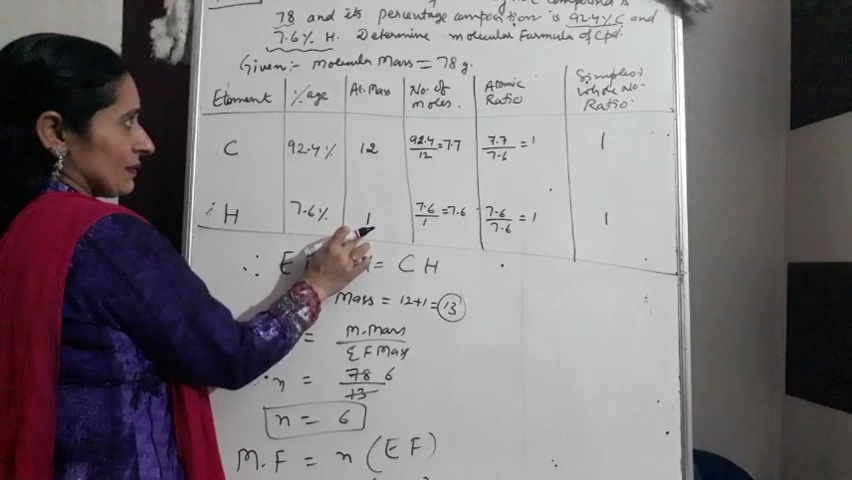 compound is
78 and its percentage composition is 92.4% C and
7.6% H. Determine molecular Formula of Cpd.
Given:- Molecular Mass = 78 g.
Element %age At. Mass No. of moles. Atomic Ratio Simplest Whole No. Ratio.
C 92.4% 12 92.4/12 = 7.7 7.7/7.6 = 1 1
H 7.6% 1 7.6/1 = 7.6 7.6/7.6 = 1 1
∴ E = CH
Mass = 12+1 = 13
= M.Mass / E F Mass
∴ n = 78/13 6
n = 6
M.F = n (EF)